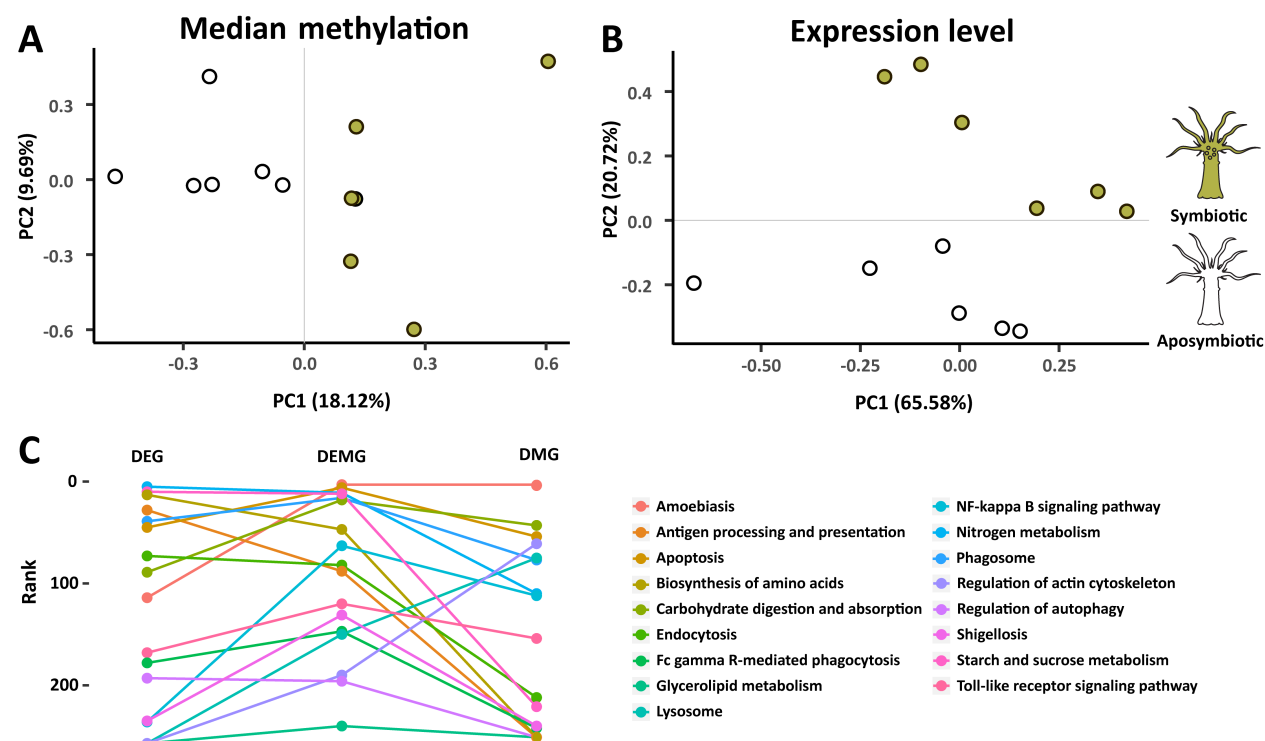 A
Median methylation
0.3
0.0
-0.3
-0.6
PC2 (9.69%)
-0.3
0.0
0.3
0.6
PC1 (18.12%)
B
Expression level
0.4
0.2
0.0
-0.2
PC2 (20.72%)
-0.50
-0.25
0.00
0.25
PC1 (65.58%)
Symbiotic
Aposymbiotic
C
DEG
DEMG
DMG
0 -
100 -
200 -
Rank
Amoebiasis
Antigen processing and presentation
Apoptosis
Biosynthesis of amino acids
Carbohydrate digestion and absorption
Endocytosis
Fc gamma R-mediated phagocytosis
Glycerolipid metabolism
Lysosome
NF-kappa B signaling pathway
Nitrogen metabolism
Phagosome
Regulation of actin cytoskeleton
Regulation of autophagy
Shigellosis
Starch and sucrose metabolism
Toll-like receptor signaling pathway